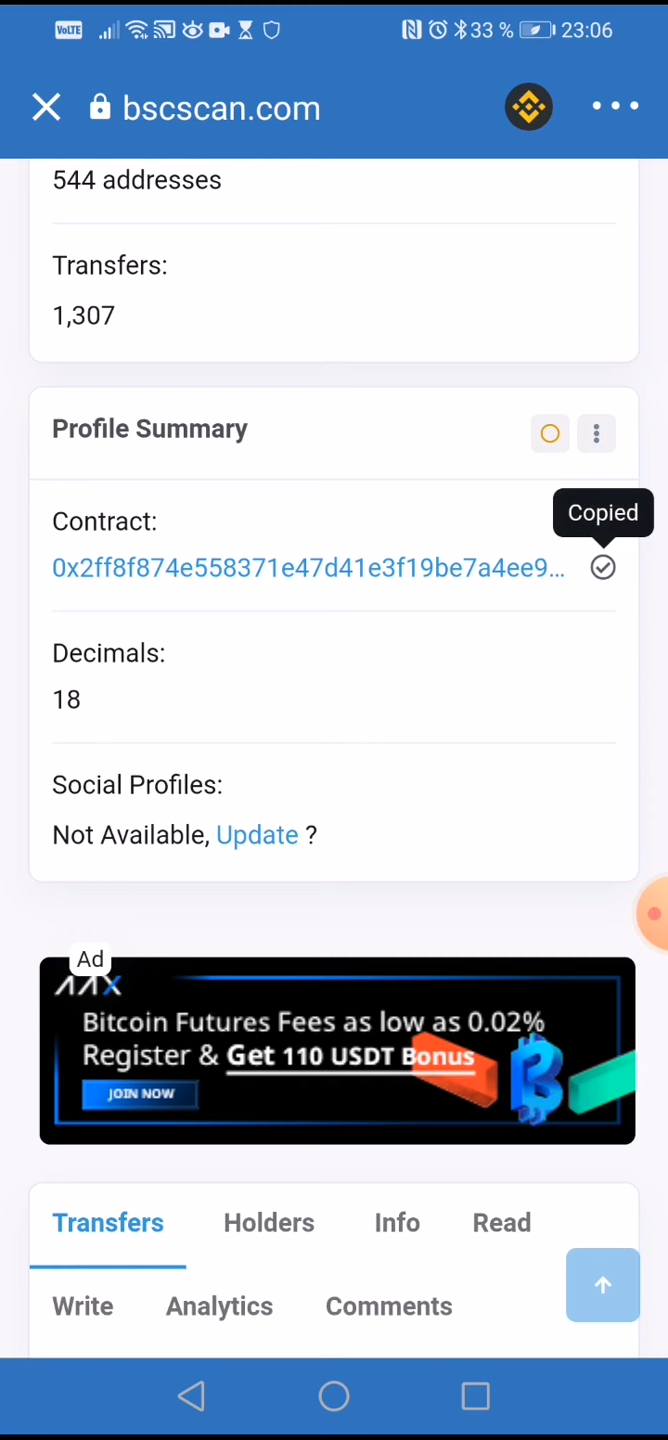 VoLTE 33 % 23:06
bscscan.com
544 addresses
Transfers:
1,307
Profile Summary
Copied
Contract:
0x2ff8f874e558371e47d41e3f19be7a4ee9...
Decimals:
18
Social Profiles:
Not Available, Update ?
Ad
AAX
Bitcoin Futures Fees as low as 0.02%
Register & Get 110 USDT Bonus
JOIN NOW
Transfers Holders Info Read
Write Analytics Comments